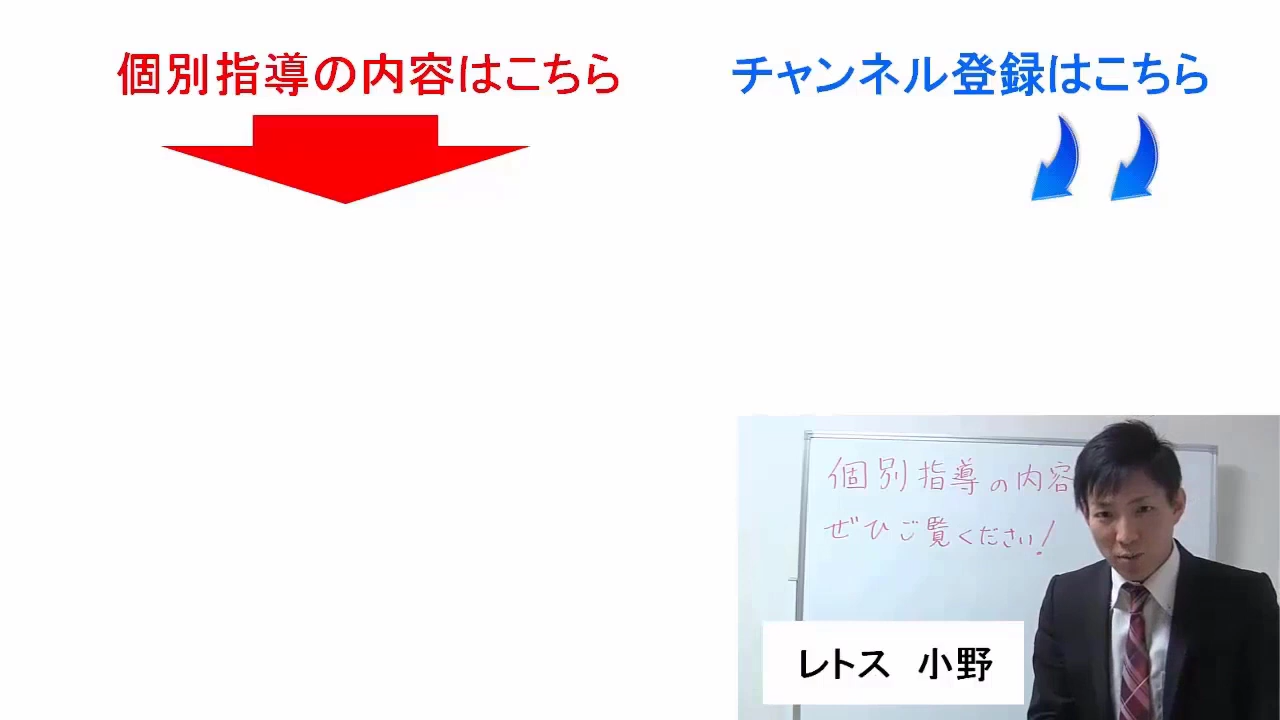 個別指導の内容はこちら
チャンネル登録はこちら
個別指導の内容
ぜひご覧ください!
レトス 小野